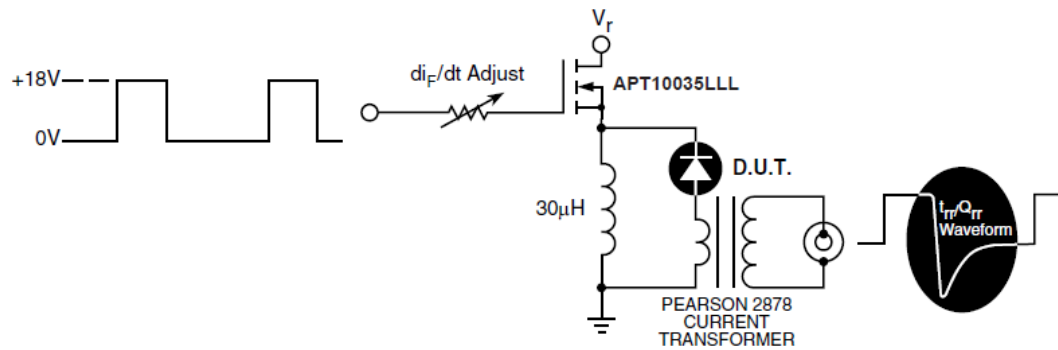 +18V
0V
di_F/dt Adjust
V_r
APT10035LLL
30μH
D.U.T.
PEARSON 2878
CURRENT
TRANSFORMER
t_rr/Q_rr
Waveform